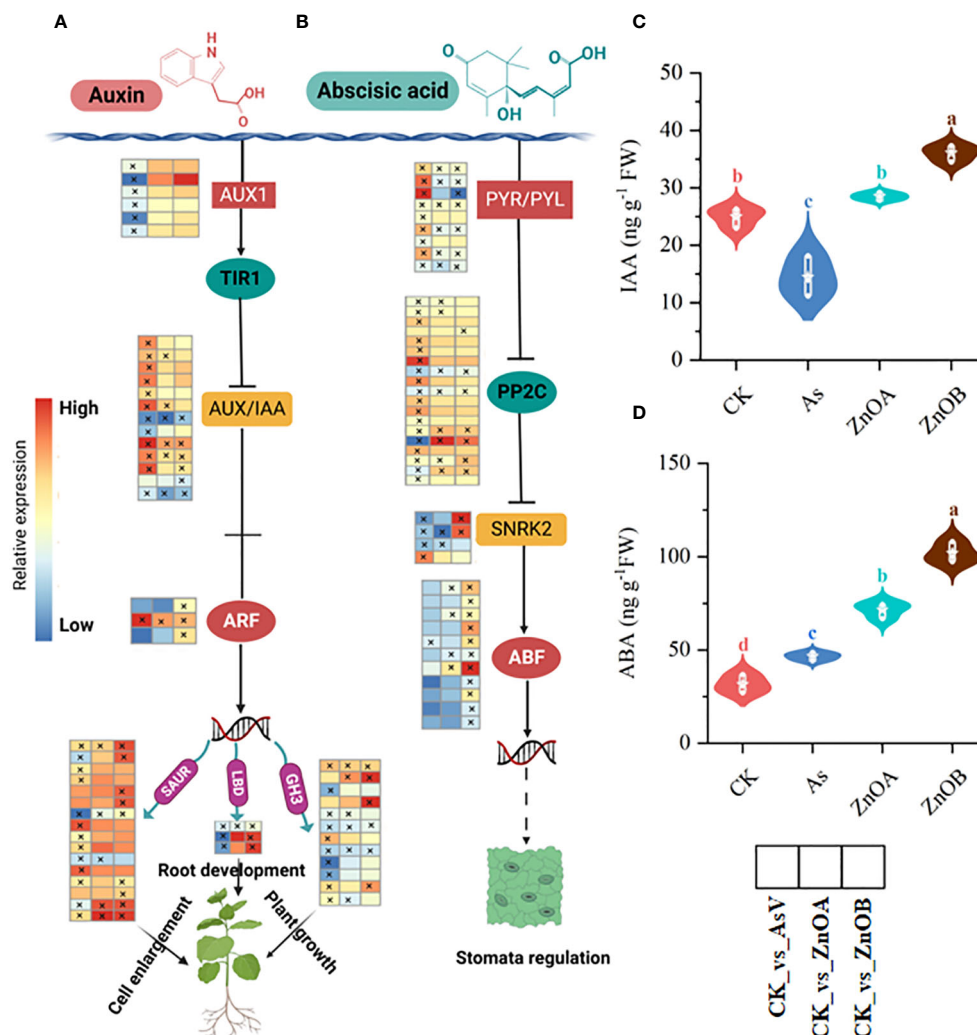 A
B
C
D
NH
OH
O
Auxin
Abscisic acid
O
OH
OH
O
AUX1
TIR1
AUX/IAA
ARF
SAUR
LBD
GH3
Root development
Cell enlargement
Plant growth
PYR/PYL
PP2C
SNRK2
ABF
Stomata regulation
High
Relative expression
Low
IAA (ng g⁻¹ FW)
50
40
30
20
10
0
b
c
b
a
CK
As
ZnOA
ZnOB
ABA (ng g⁻¹FW)
150
100
50
0
d
c
b
a
CK
As
ZnOA
ZnOB
CK_vs_AsV
CK_vs_ZnOA
CK_vs_ZnOB